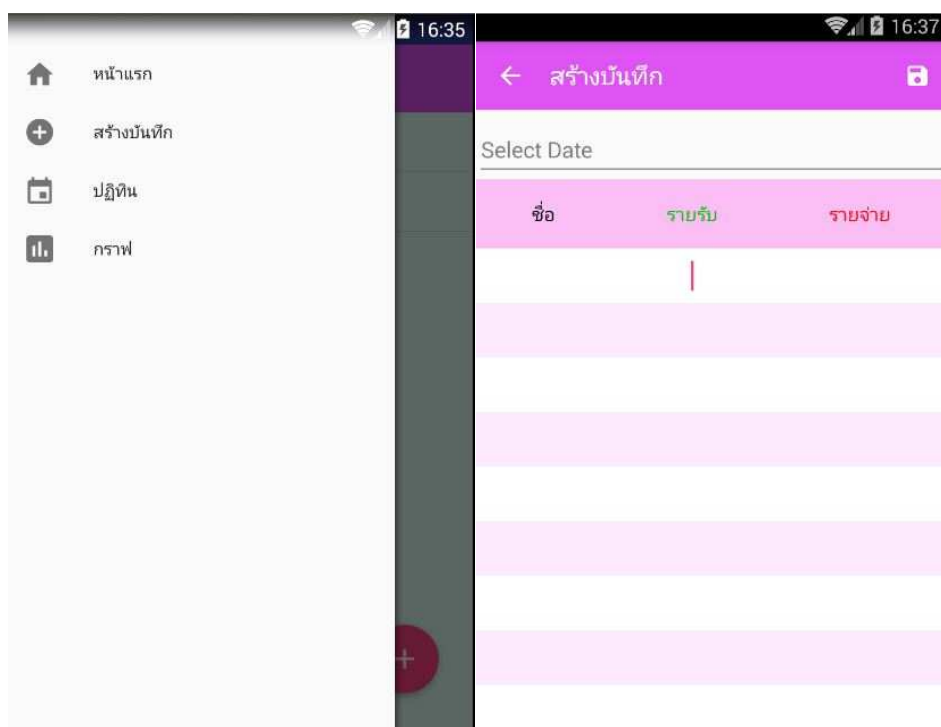 16:35
หน้าแรก
สร้างบันทึก
ปฏิทิน
กราฟ
16:37
สร้างบันทึก
Select Date
ชื่อ รายรับ รายจ่าย